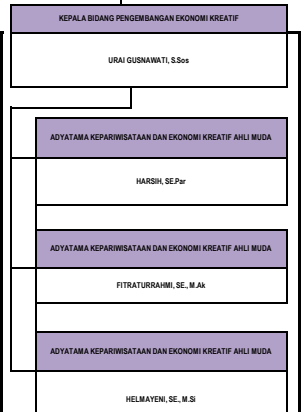 KEPALA BIDANG PENGEMBANGAN EKONOMI KREATIF
URAI GUSNAWATI, S.Sos
ADYATAMA KEPARIWISATAAN DAN EKONOMI KREATIF AHLI MUDA
HARSIH, SE.Par
ADYATAMA KEPARIWISATAAN DAN EKONOMI KREATIF AHLI MUDA
FITRATURRAHMI, SE., M.Ak
ADYATAMA KEPARIWISATAAN DAN EKONOMI KREATIF AHLI MUDA
HELMAYENI, SE., M.Si